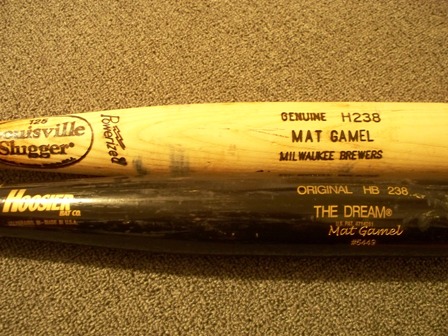 125
Louisville
Slugger
Powerized
GENUINE H238
MAT GAMEL
MILWAUKEE BREWERS
HOOSIER
BAT CO.
ORIGINAL HB 238
THE DREAM®
Mat Gamel